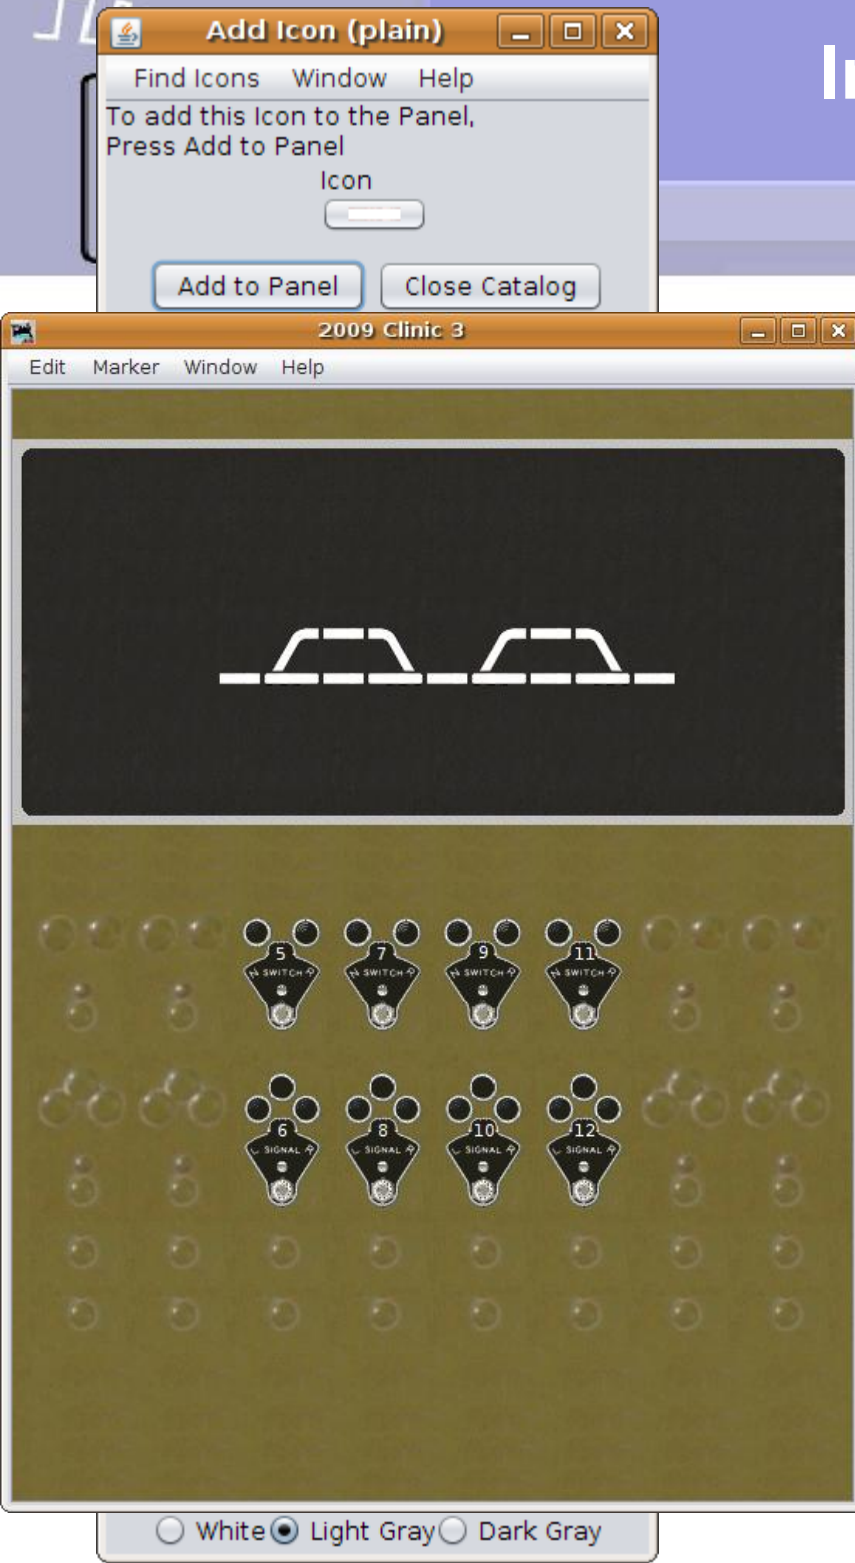 Add Icon (plain)
Find Icons Window Help
To add this Icon to the Panel,
Press Add to Panel
Icon
Add to Panel Close Catalog
2009 Clinic 3
Edit Marker Window Help
5 7 9 11
N SWITCH R N SWITCH R N SWITCH R N SWITCH R
6 8 10 12
L SIGNAL R L SIGNAL R L SIGNAL R L SIGNAL R
White Light Gray Dark Gray